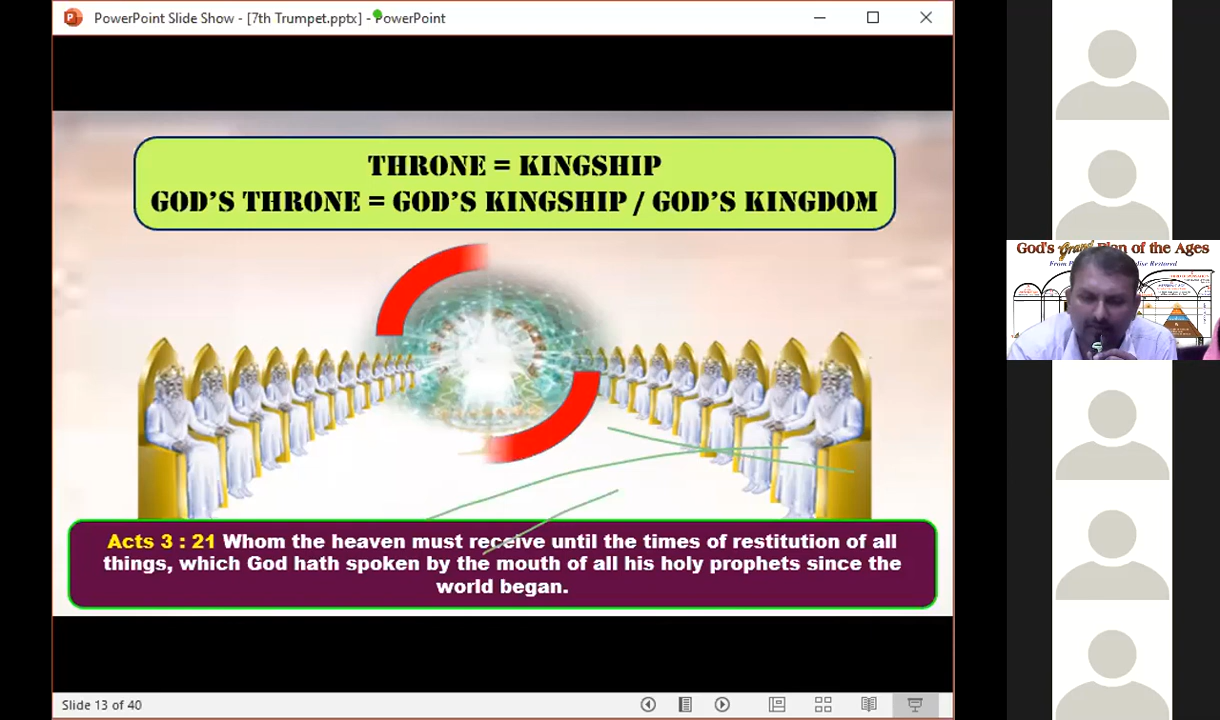 PowerPoint Slide Show - [7th Trumpet.pptx] - PowerPoint
THRONE = KINGSHIP
GOD'S THRONE = GOD'S KINGSHIP / GOD'S KINGDOM
Acts 3 : 21 Whom the heaven must receive until the times of restitution of all
things, which God hath spoken by the mouth of all his holy prophets since the
world began.
God's Grand Plan of the Ages
Slide 13 of 40